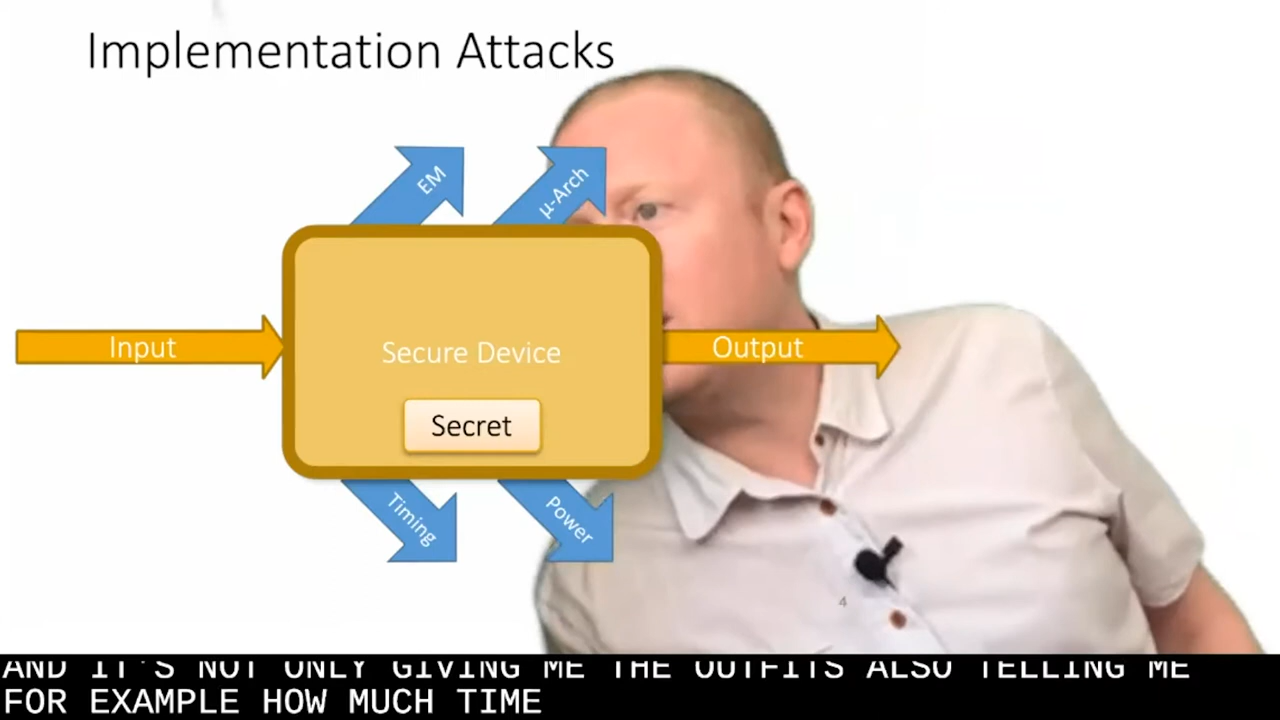 Implementation Attacks
EM
μ-Arch
Input
Secure Device
Output
Secret
Timing
Power
4
AND IT'S NOT ONLY GIVING ME THE OUTFITS ALSO TELLING ME
FOR EXAMPLE HOW MUCH TIME